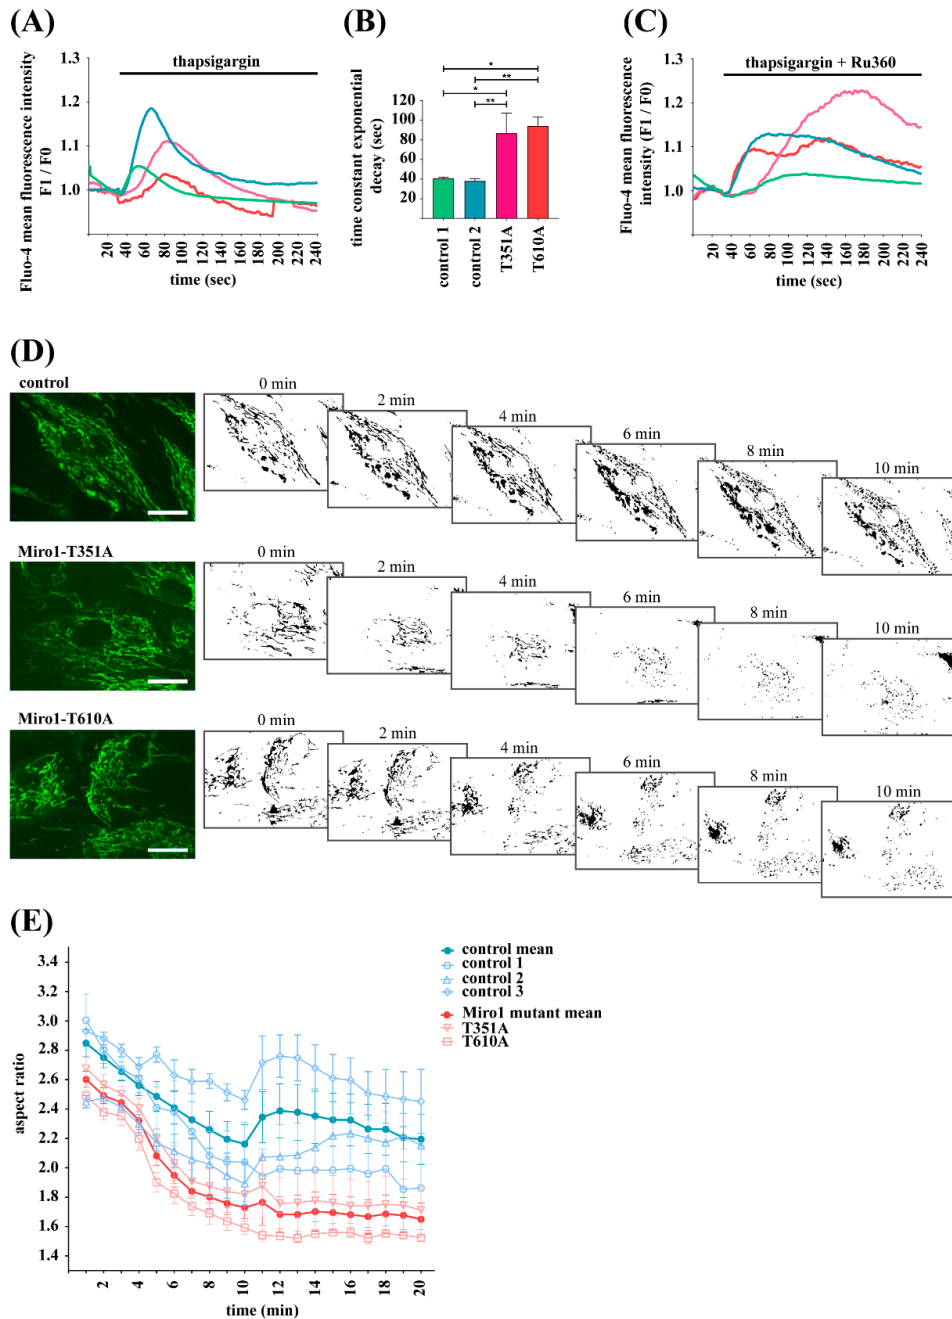 (A)
Fluo-4 mean fluorescence intensity
F1 / F0
1.3
1.2
1.1
1.0
thapsigargin
20
40
60
80
100
120
140
160
180
200
220
240
time (sec)
(B)
time constant exponential
decay (sec)
120
100
80
60
40
20
*
**
*
**
control 1
control 2
T351A
T610A
(C)
Fluo-4 mean fluorescence
intensity (F1 / F0)
1.3
1.2
1.1
1.0
thapsigargin + Ru360
20
40
60
80
100
120
140
160
180
200
220
240
time (sec)
(D)
control
0 min
2 min
4 min
6 min
8 min
10 min
Miro1-T351A
0 min
2 min
4 min
6 min
8 min
10 min
Miro1-T610A
0 min
2 min
4 min
6 min
8 min
10 min
(E)
aspect ratio
3.4
3.2
3.0
2.8
2.6
2.4
2.2
2.0
1.8
1.6
1.4
2
4
6
8
10
12
14
16
18
20
time (min)
control mean
control 1
control 2
control 3
Miro1 mutant mean
T351A
T610A